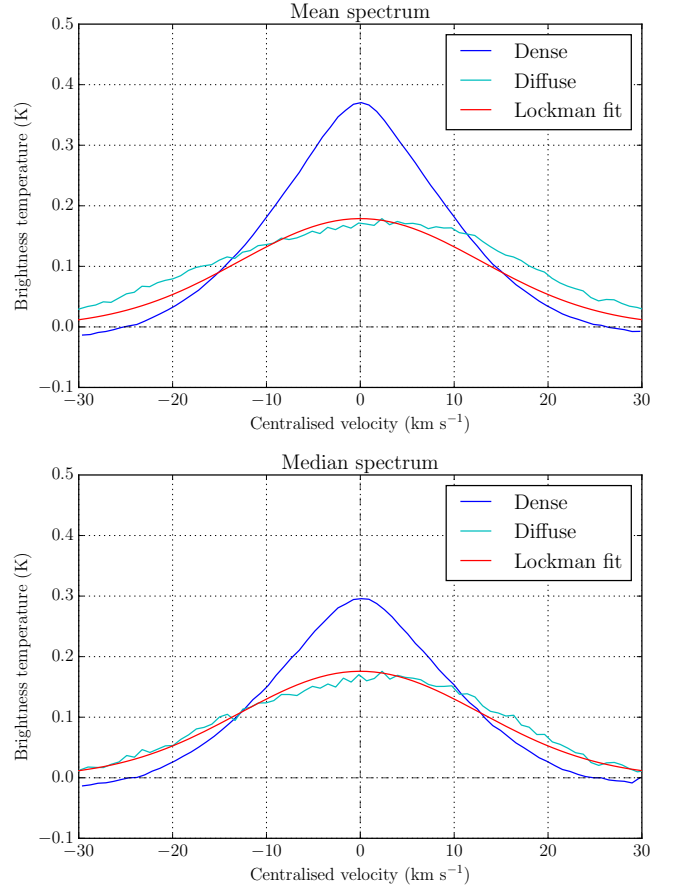 Mean spectrum
0.5
0.4
0.3
0.2
0.1
0.0
−0.1
Brightness temperature (K)
Dense
Diffuse
Lockman fit
−30 −20 −10 0 10 20 30
Centralised velocity (km s⁻¹)
Median spectrum
0.5
0.4
0.3
0.2
0.1
0.0
−0.1
Brightness temperature (K)
Dense
Diffuse
Lockman fit
−30 −20 −10 0 10 20 30
Centralised velocity (km s⁻¹)